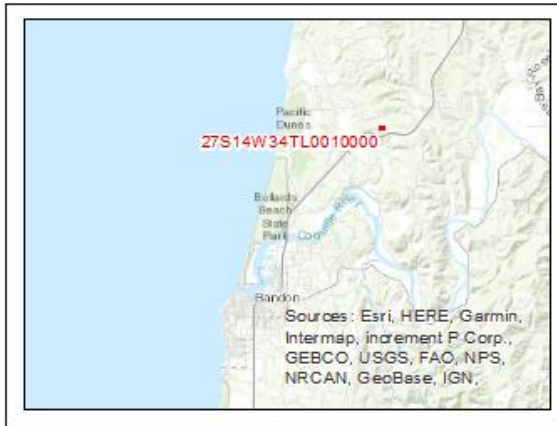 Pacific
Dunes
27S14W34TL0010000
Bullards
Beach
State
Park
Bandon
Sources: Esri, HERE, Garmin,
Intermap, increment P Corp.,
GEBCO, USGS, FAO, NPS,
NRCAN, GeoBase, IGN,